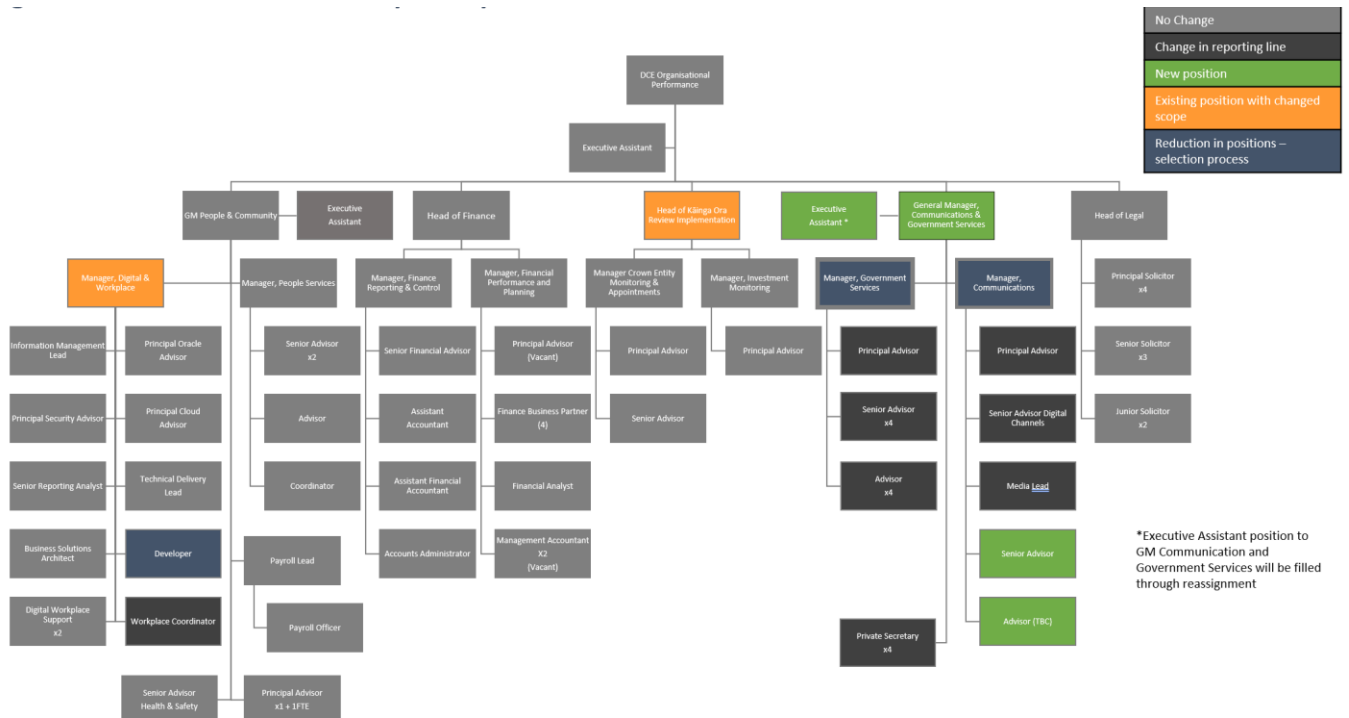 No Change
Change in reporting line
New position
Existing position with changed
scope
Reduction in positions –
selection process
DCE Organisational
Performance
Executive Assistant
GM People & Community
Executive
Assistant
Head of Finance
Head of Kāinga Ora
Review Implementation
Executive
Assistant *
General Manager,
Communications &
Government Services
Head of Legal
Manager, Digital &
Workplace
Manager, People Services
Manager, Finance
Reporting & Control
Manager, Financial
Performance and
Planning
Manager Crown Entity
Monitoring &
Appointments
Manager, Investment
Monitoring
Manager, Government
Services
Manager,
Communications
Principal Solicitor
x4
Information Management
Lead
Principal Oracle
Advisor
Senior Advisor
x2
Senior Financial Advisor
Principal Advisor
(Vacant)
Principal Advisor
Principal Advisor
Principal Advisor
Principal Advisor
Senior Solicitor
x3
Principal Security Advisor
Principal Cloud
Advisor
Advisor
Assistant
Accountant
Finance Business Partner
(4)
Senior Advisor
Senior Advisor
x4
Senior Advisor Digital
Channels
Junior Solicitor
x2
Senior Reporting Analyst
Technical Delivery
Lead
Coordinator
Assistant Financial
Accountant
Financial Analyst
Advisor
x4
Media Lead
Business Solutions
Architect
Developer
Payroll Lead
Accounts Administrator
Management Accountant
X2
(Vacant)
Senior Advisor
*Executive Assistant position to
GM Communication and
Government Services will be filled
through reassignment
Digital Workplace
Support
x2
Workplace Coordinator
Payroll Officer
Private Secretary
x4
Advisor (TBC)
Senior Advisor
Health & Safety
Principal Advisor
x1 + 1FTE